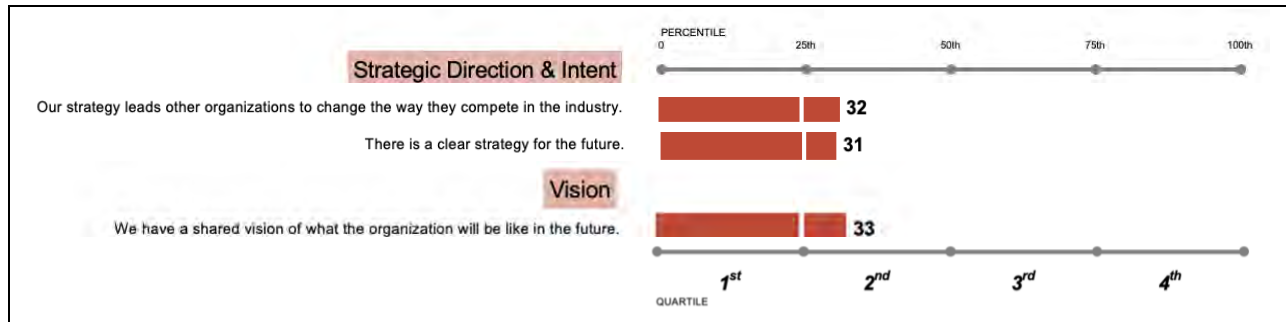 PERCENTILE
0 25th 50th 75th 100th
Strategic Direction & Intent
Our strategy leads other organizations to change the way they compete in the industry. 32
There is a clear strategy for the future. 31
Vision
We have a shared vision of what the organization will be like in the future. 33
1st 2nd 3rd 4th
QUARTILE